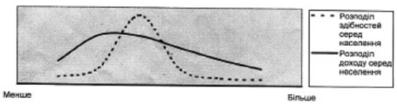 Розподіл
здібностей
серед
населення
Розподіл
доходу серед
населення
Менше
Більше